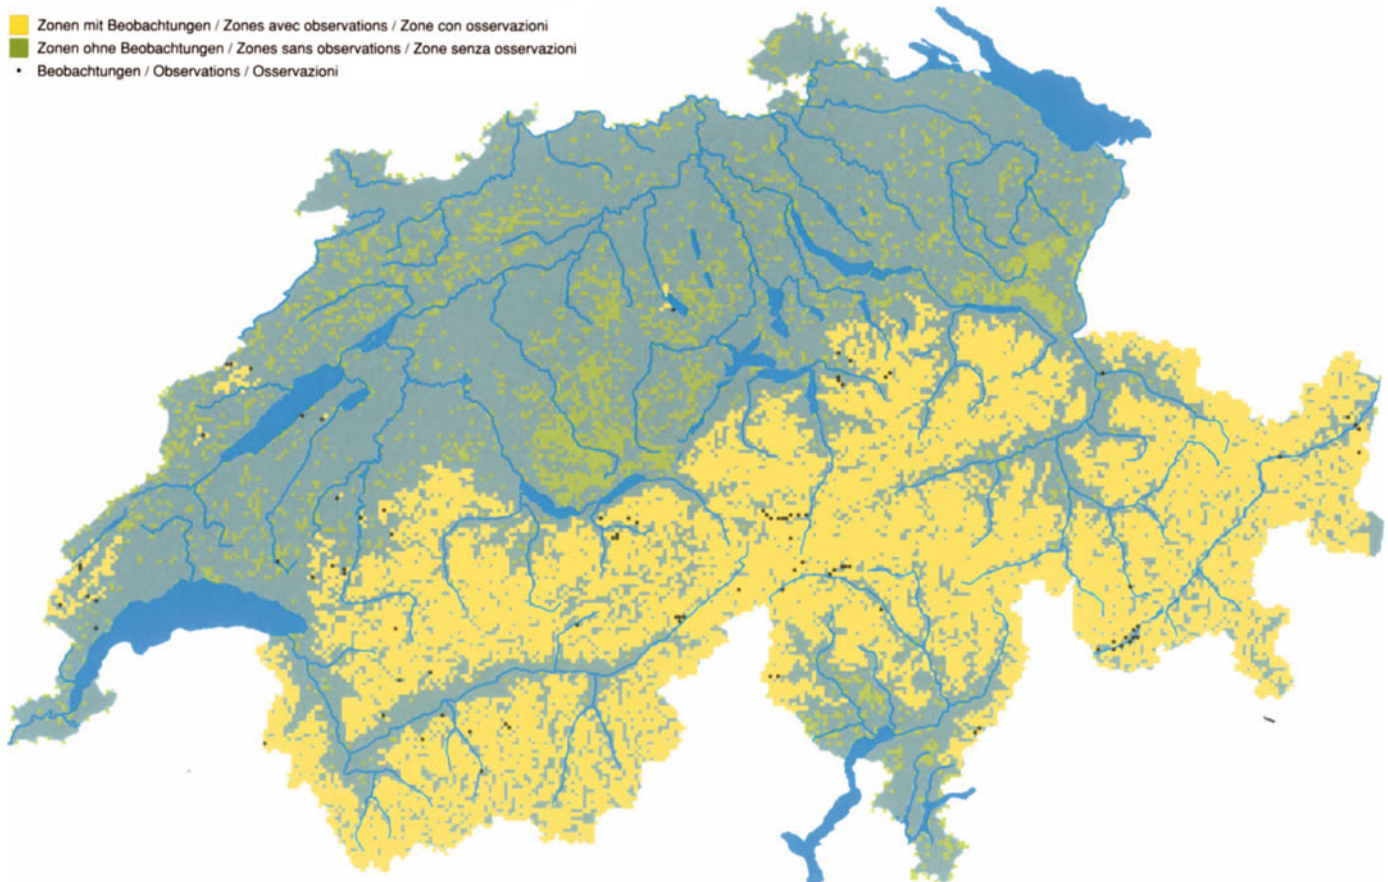 Zonen mit Beobachtungen / Zones avec observations / Zone con osservazioni
Zonen ohne Beobachtungen / Zones sans observations / Zone senza osservazioni
Beobachtungen / Observations / Osservazioni